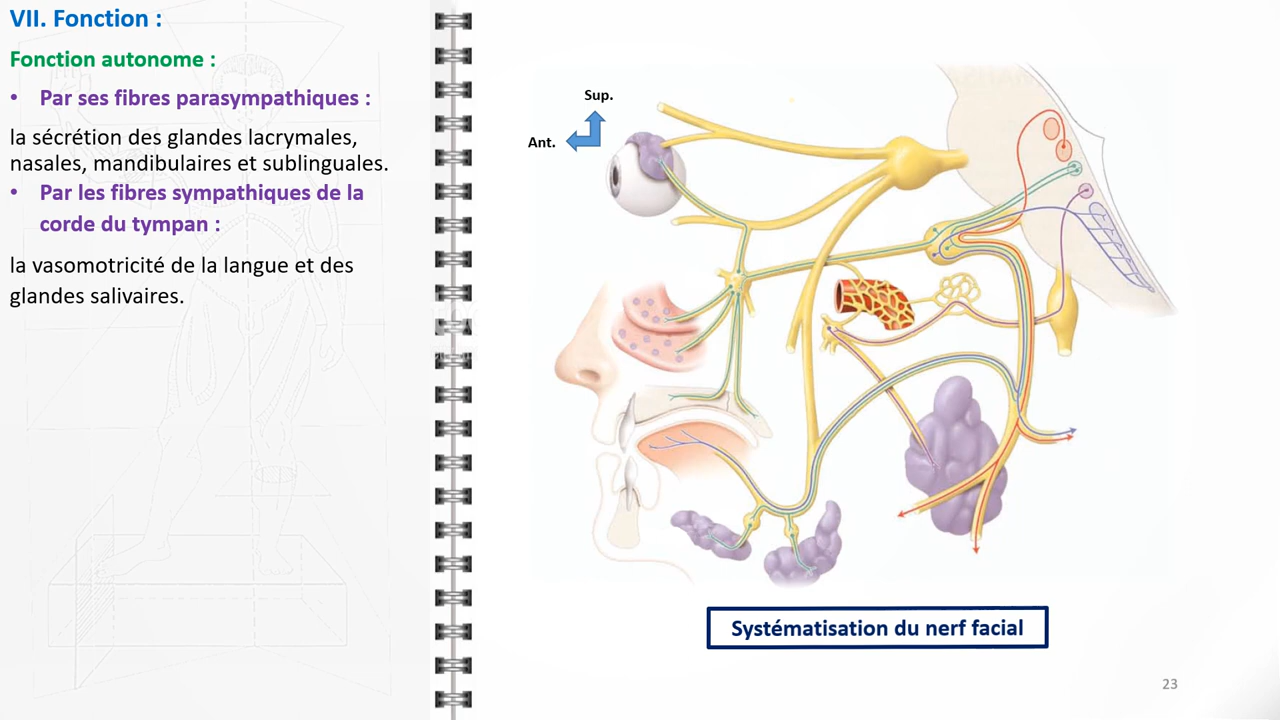 VII. Fonction :
Fonction autonome :
• Par ses fibres parasympathiques :
la sécrétion des glandes lacrymales,
nasales, mandibulaires et sublinguales.
• Par les fibres sympathiques de la
corde du tympan :
la vasomotricité de la langue et des
glandes salivaires.
Sup.
Ant.
Systématisation du nerf facial
23